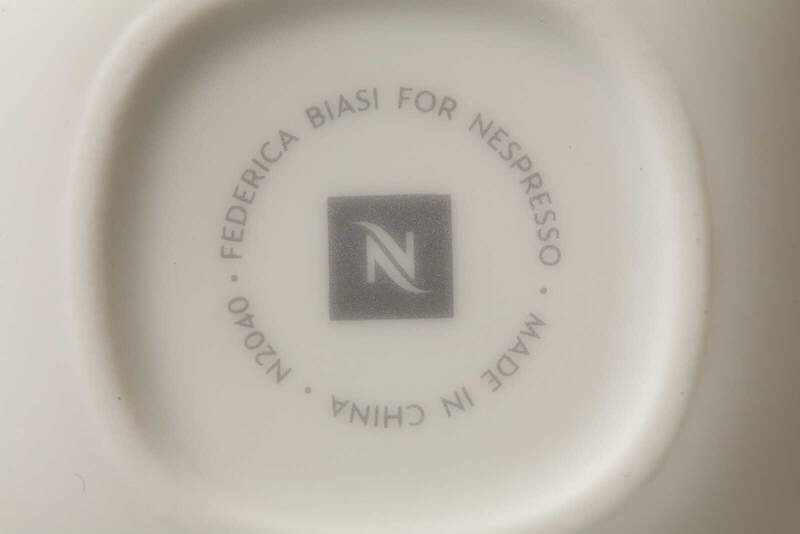 FEDERICA BIASI FOR NESPRESSO • MADE IN CHINA • N2040 •
N